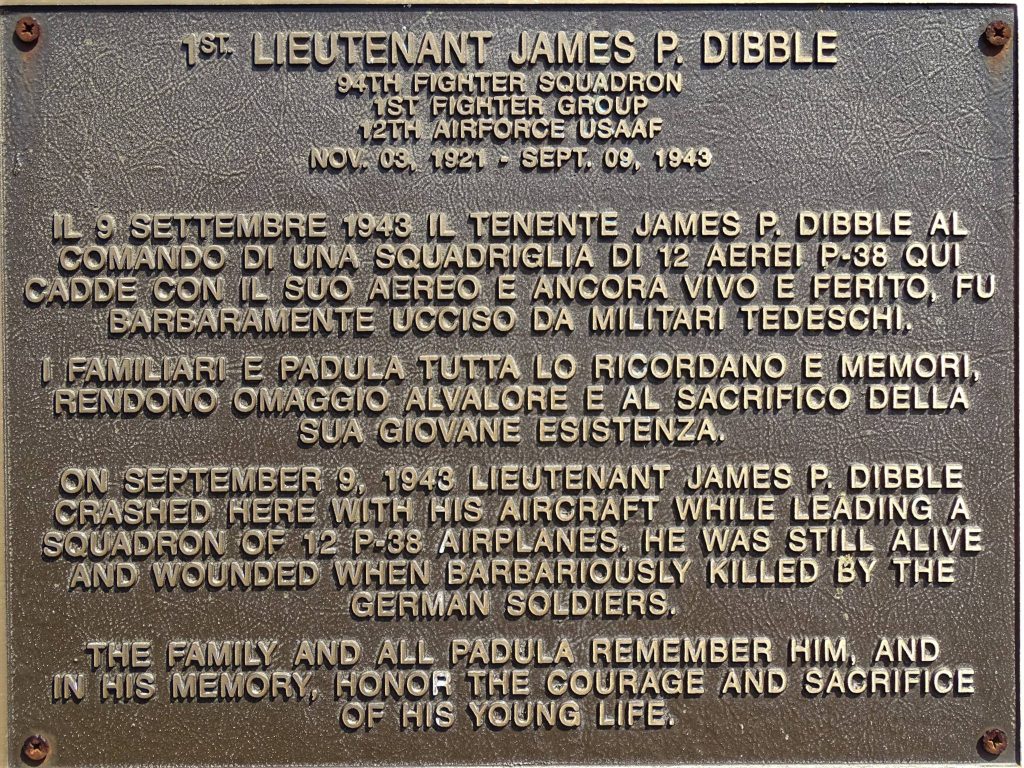 1ST. LIEUTENANT JAMES P. DIBBLE
94TH FIGHTER SQUADRON
1ST FIGHTER GROUP
12TH AIRFORCE USAAF
NOV. 03, 1921 - SEPT. 09, 1943
IL 9 SETTEMBRE 1943 IL TENENTE JAMES P. DIBBLE AL
COMANDO DI UNA SQUADRIGLIA DI 12 AEREI P-38 QUI
CADDE CON IL SUO AEREO E ANCORA VIVO E FERITO, FU
BARBARAMENTE UCCISO DA MILITARI TEDESCHI.
I FAMILIARI E PADULA TUTTA LO RICORDANO E MEMORI,
RENDONO OMAGGIO ALVALORE E AL SACRIFICO DELLA
SUA GIOVANE ESISTENZA.
ON SEPTEMBER 9, 1943 LIEUTENANT JAMES P. DIBBLE
CRASHED HERE WITH HIS AIRCRAFT WHILE LEADING A
SQUADRON OF 12 P-38 AIRPLANES. HE WAS STILL ALIVE
AND WOUNDED WHEN BARBARIOUSLY KILLED BY THE
GERMAN SOLDIERS.
THE FAMILY AND ALL PADULA REMEMBER HIM, AND
IN HIS MEMORY, HONOR THE COURAGE AND SACRIFICE
OF HIS YOUNG LIFE.